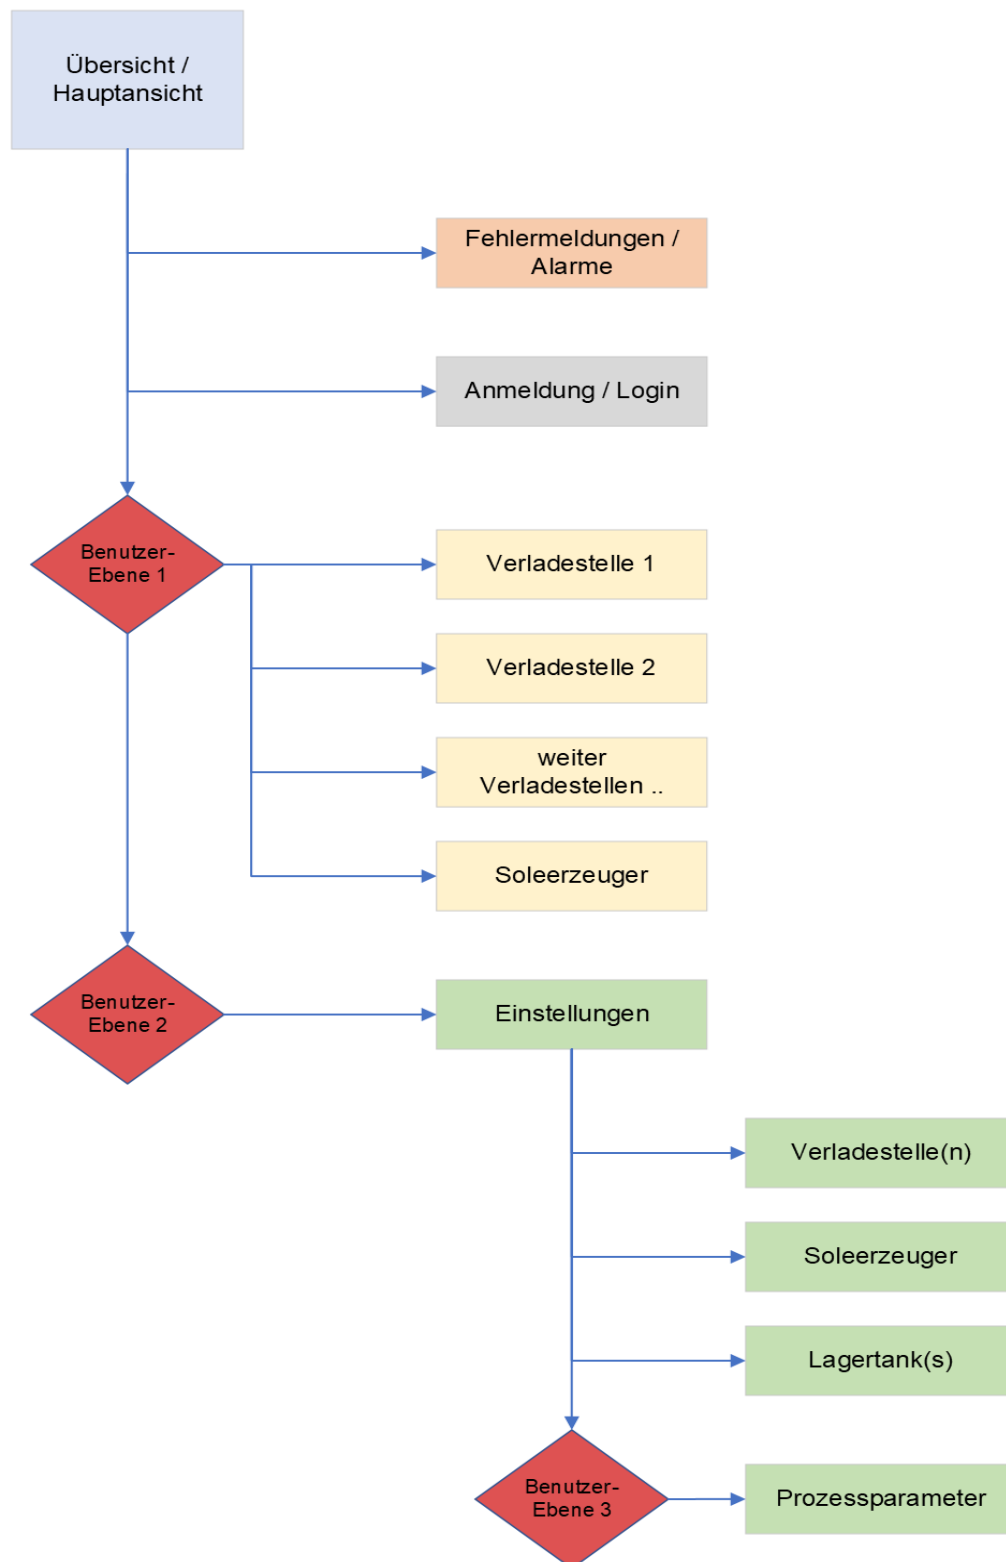 Übersicht /
Hauptansicht
Fehlermeldungen /
Alarme
Anmeldung / Login
Benutzer-
Ebene 1
Verladestelle 1
Verladestelle 2
weiter
Verladestellen ..
Soleerzeuger
Benutzer-
Ebene 2
Einstellungen
Verladestelle(n)
Soleerzeuger
Lagertank(s)
Benutzer-
Ebene 3
Prozessparameter